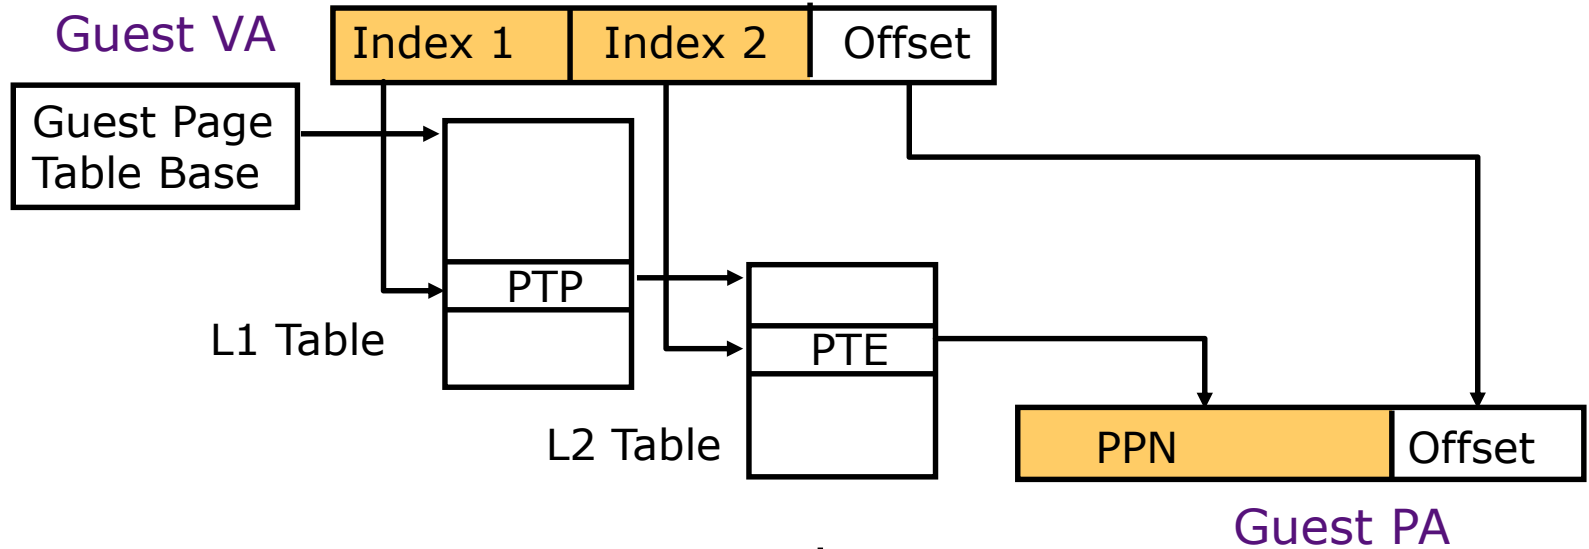 Guest VA
Index 1
Index 2
Offset
Guest Page
Table Base
PTP
L1 Table
PTE
L2 Table
PPN
Offset
Guest PA